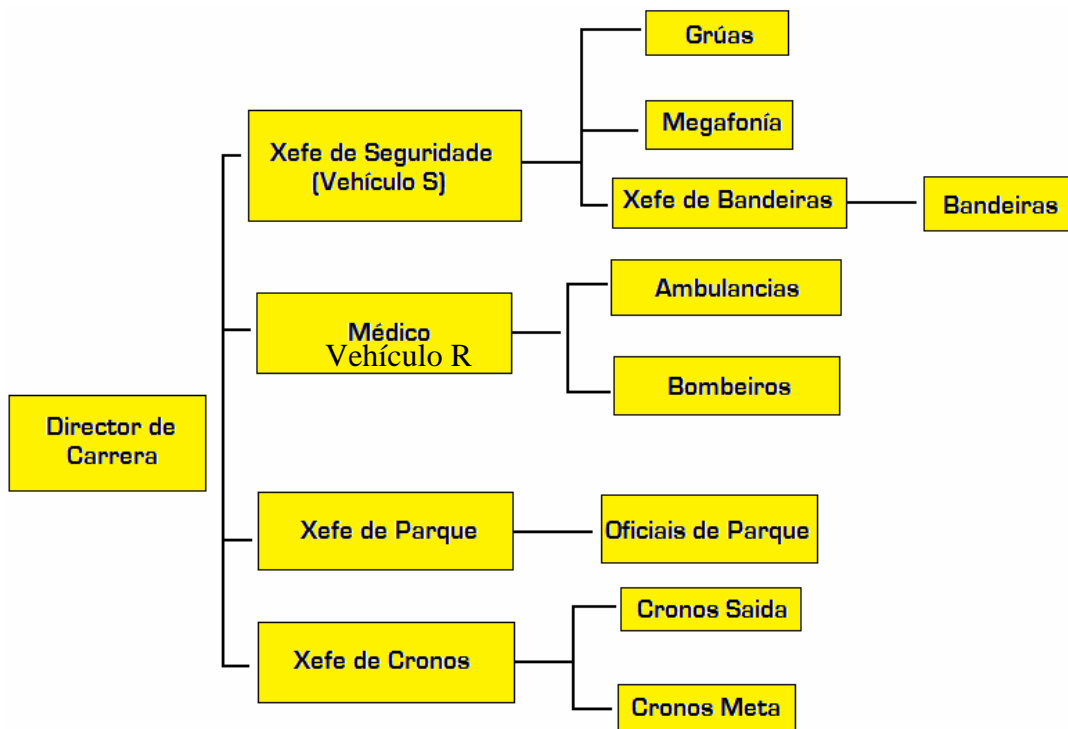 Grúas
Megafonía
Xefe de Seguridade
(Vehículo S)
Xefe de Bandeiras
Bandeiras
Ambulancias
Médico
Vehículo R
Bombeiros
Director de
Carrera
Xefe de Parque
Oficiais de Parque
Cronos Saida
Xefe de Cronos
Cronos Meta